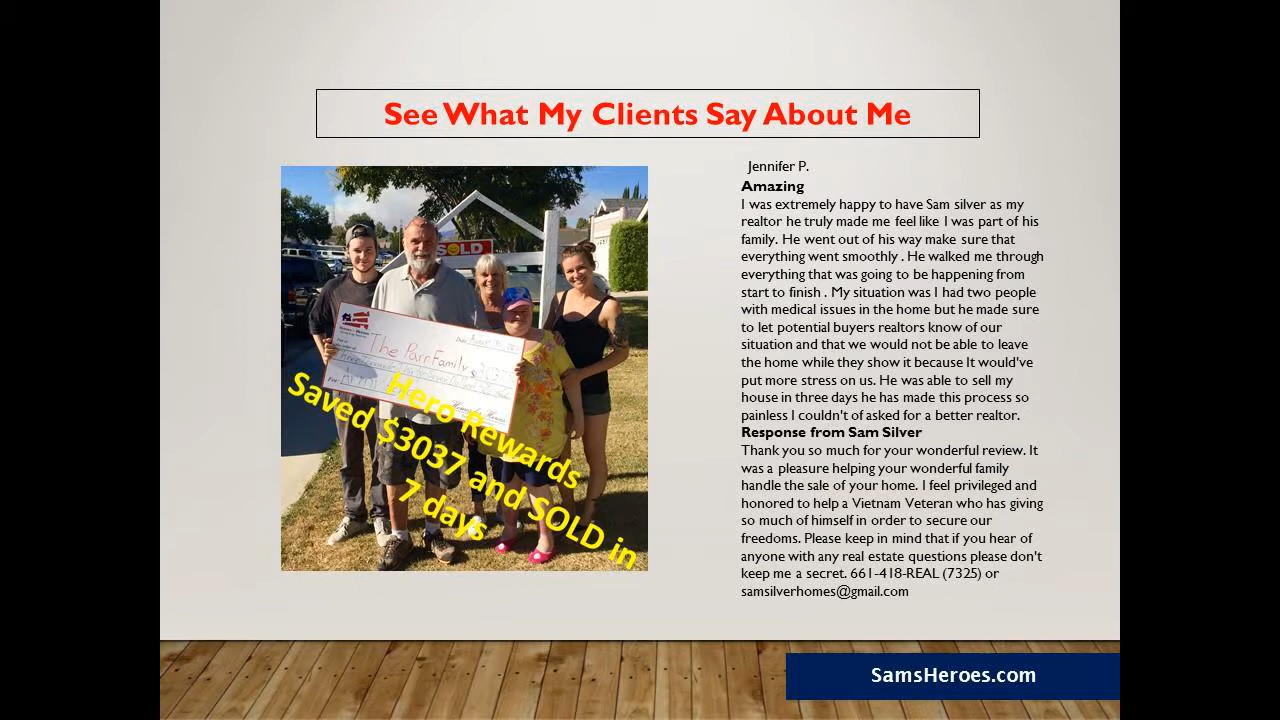 See What My Clients Say About Me
Jennifer P.
Amazing
I was extremely happy to have Sam silver as my
realtor he truly made me feel like I was part of his
family. He went out of his way make sure that
everything went smoothly . He walked me through
everything that was going to be happening from
start to finish . My situation was I had two people
with medical issues in the home but he made sure
to let potential buyers realtors know of our
situation and that we would not be able to leave
the home while they show it because It would've
put more stress on us. He was able to sell my
house in three days he has made this process so
painless I couldn't of asked for a better realtor.
Response from Sam Silver
Thank you so much for your wonderful review. It
was a pleasure helping your wonderful family
handle the sale of your home. I feel privileged and
honored to help a Vietnam Veteran who has giving
so much of himself in order to secure our
freedoms. Please keep in mind that if you hear of
anyone with any real estate questions please don't
keep me a secret. 661-418-REAL (7325) or
samsilverhomes@gmail.com
SOLD
The Parr Family
Hero Rewards
Saved $3037 and SOLD in
7 days
SamsHeroes.com